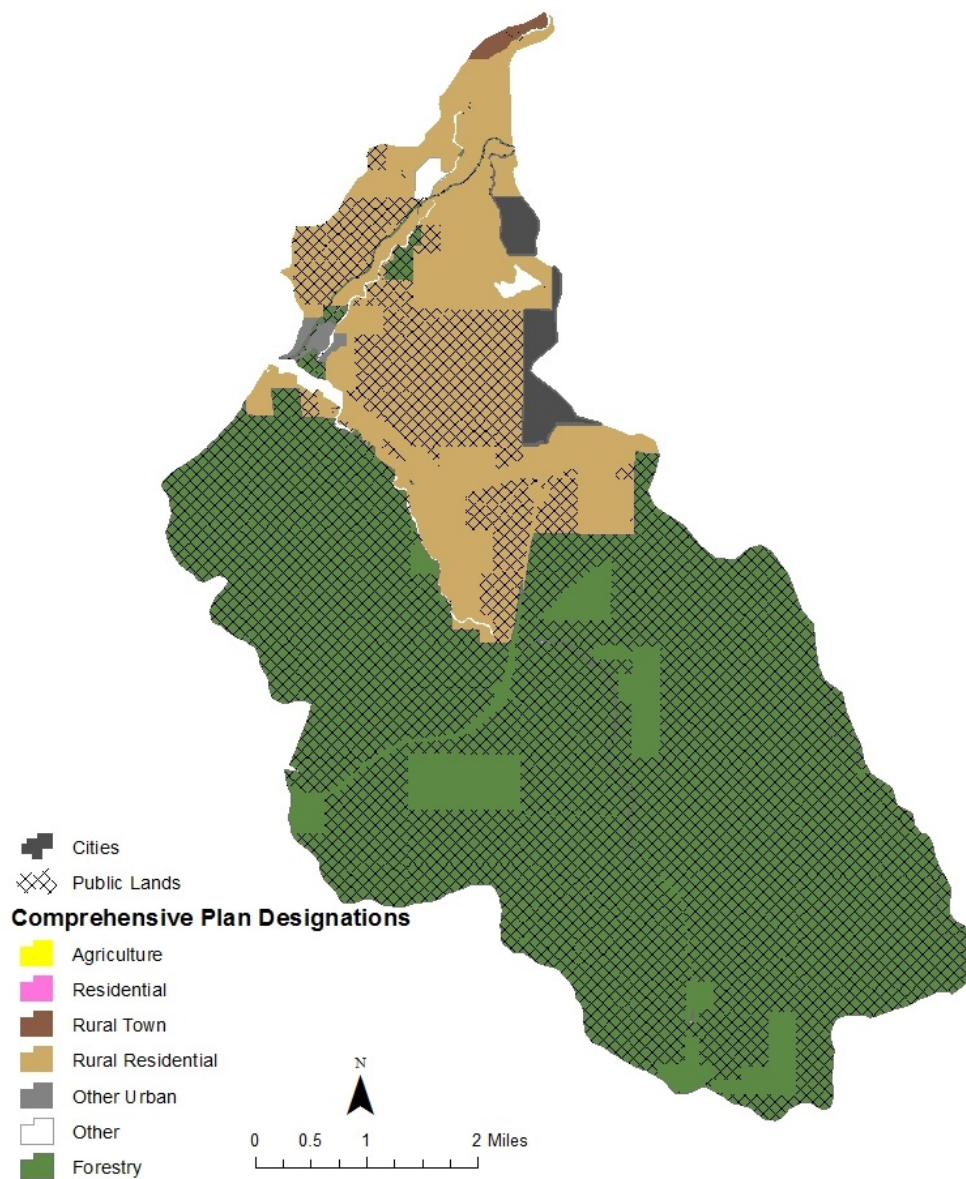 Cities
Public Lands
Comprehensive Plan Designations
Agriculture
Residential
Rural Town
Rural Residential
Other Urban
Other
Forestry
N
0 0.5 1 2 Miles